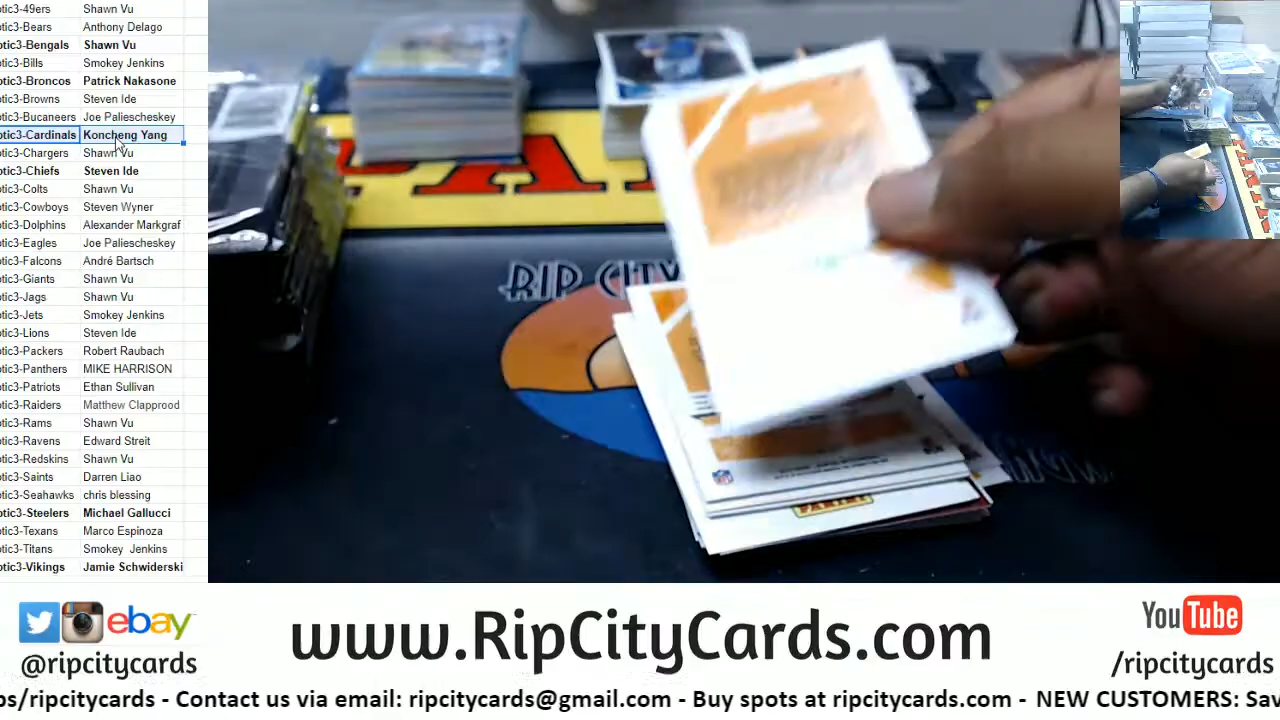 otic3-49ers Shawn Vu
otic3-Bears Anthony Delago
otic3-Bengals Shawn Vu
otic3-Bills Smokey Jenkins
otic3-Broncos Patrick Nakasone
otic3-Browns Steven Ide
otic3-Bucaneers Joe Paliescheskey
otic3-Cardinals Koncheng Yang
otic3-Chargers Shawn Vu
otic3-Chiefs Steven Ide
otic3-Colts Shawn Vu
otic3-Cowboys Steven Wyner
otic3-Dolphins Alexander Markgraf
otic3-Eagles Joe Paliescheskey
otic3-Falcons André Bartsch
otic3-Giants Shawn Vu
otic3-Jags Shawn Vu
otic3-Jets Smokey Jenkins
otic3-Lions Steven Ide
otic3-Packers Robert Raubach
otic3-Panthers MIKE HARRISON
otic3-Patriots Ethan Sullivan
otic3-Raiders Matthew Clapprood
otic3-Rams Shawn Vu
otic3-Ravens Edward Streit
otic3-Redskins Shawn Vu
otic3-Saints Darren Liao
otic3-Seahawks chris blessing
otic3-Steelers Michael Gallucci
otic3-Texans Marco Espinoza
otic3-Titans Smokey Jenkins
otic3-Vikings Jamie Schwiderski
RIP CITY
PANINI
ebay
@ripcitycards
www.RipCityCards.com
YouTube
/ripcitycards
os/ripcitycards - Contact us via email: ripcitycards@gmail.com - Buy spots at ripcitycards.com - NEW CUSTOMERS: Sav